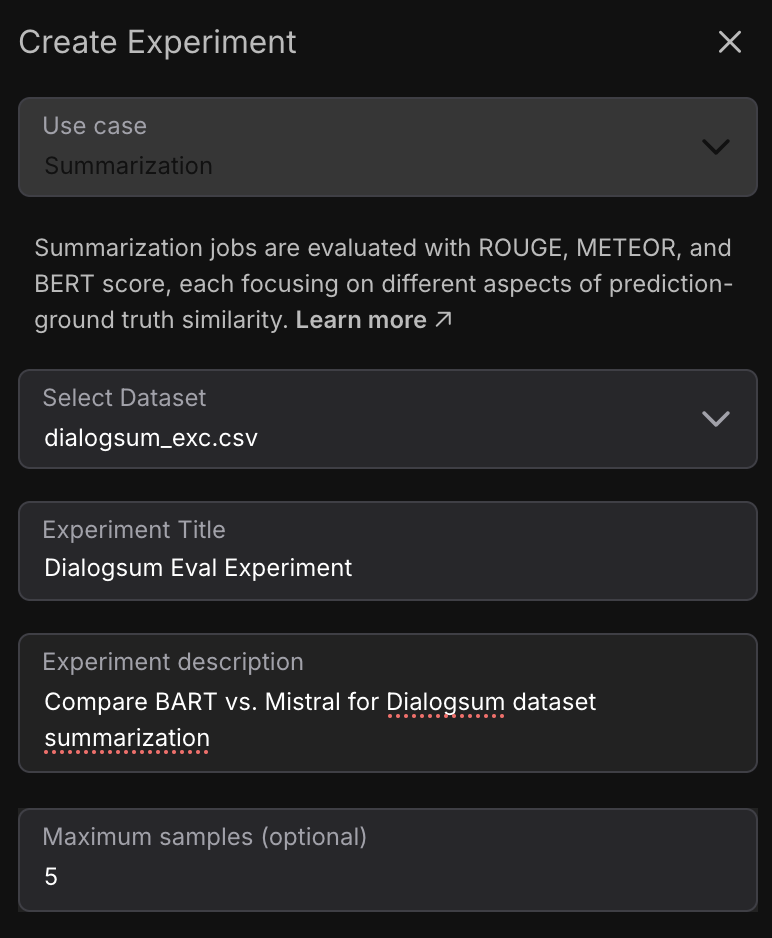 Create Experiment
Use case
Summarization
Summarization jobs are evaluated with ROUGE, METEOR, and
BERT score, each focusing on different aspects of prediction-
ground truth similarity. Learn more ↗
Select Dataset
dialogsum_exc.csv
Experiment Title
Dialogsum Eval Experiment
Experiment description
Compare BART vs. Mistral for Dialogsum dataset
summarization
Maximum samples (optional)
5